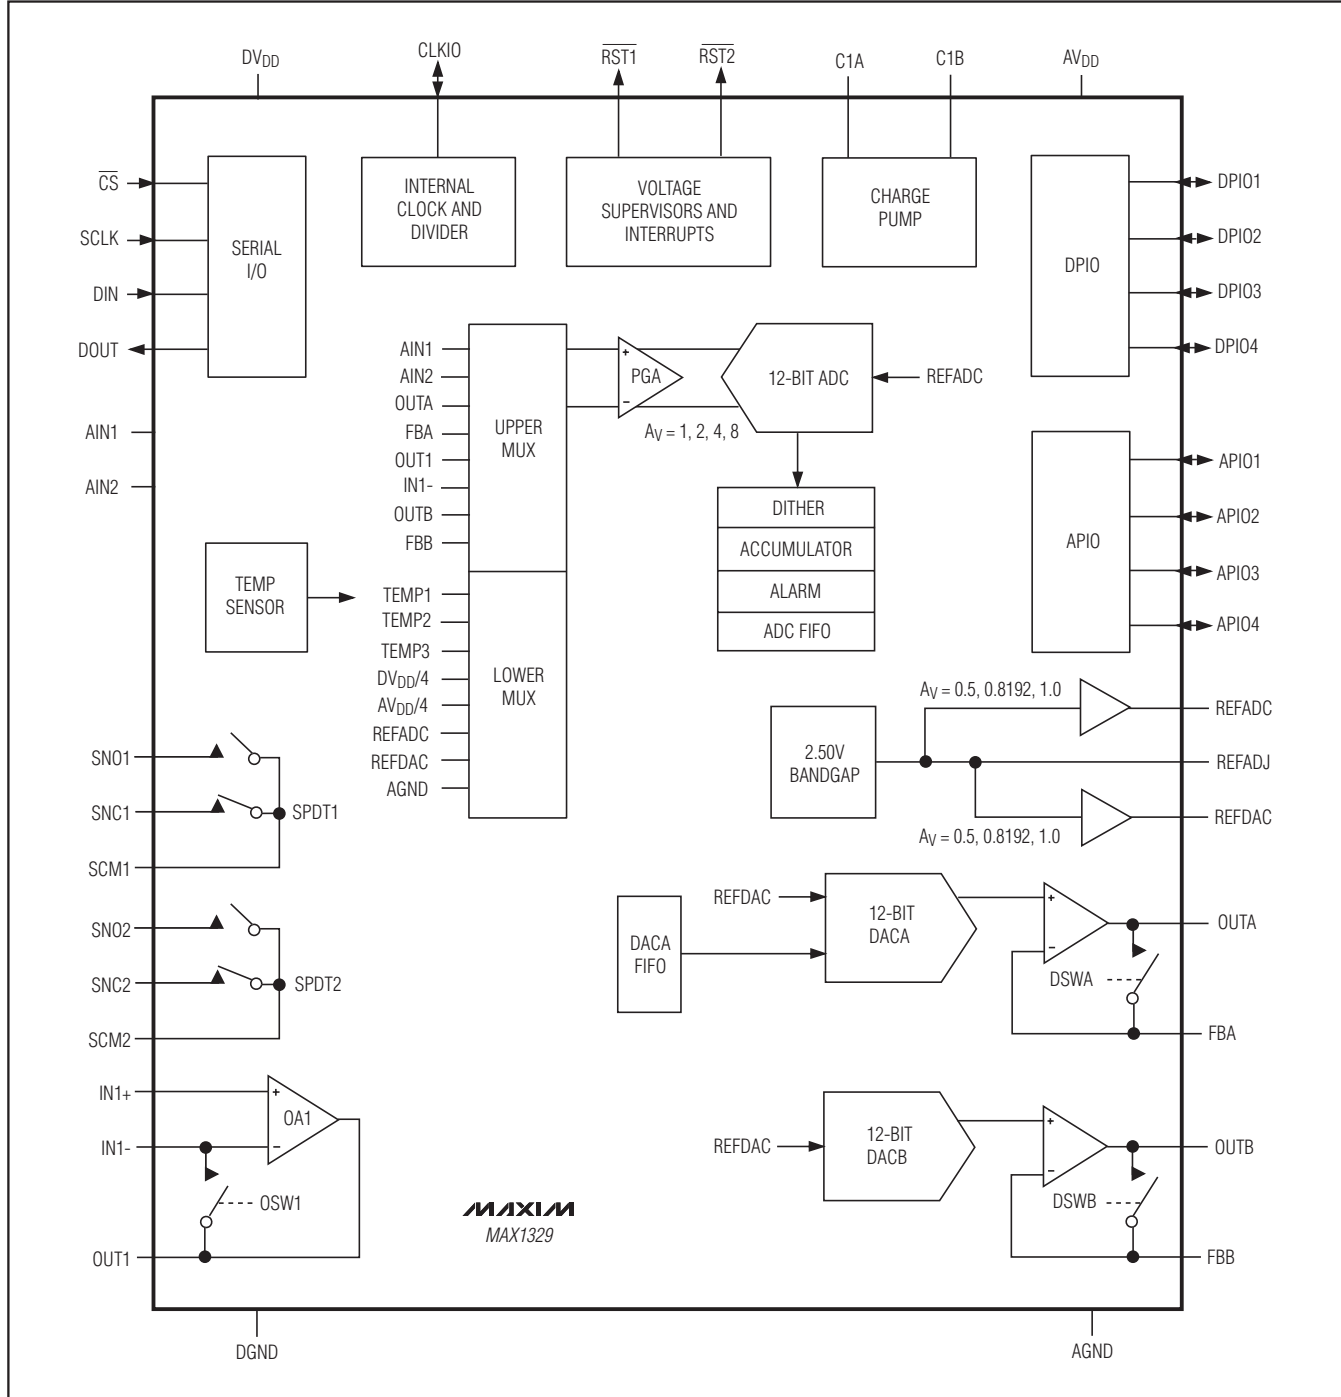 DVDD
CLKIO
RST1
RST2
C1A
C1B
AVDD
CS
SCLK
DIN
DOUT
SERIAL
I/O
INTERNAL
CLOCK AND
DIVIDER
VOLTAGE
SUPERVISORS AND
INTERRUPTS
CHARGE
PUMP
DPIO
DPIO1
DPIO2
DPIO3
DPIO4
AIN1
AIN2
AIN1
AIN2
OUTA
FBA
OUT1
IN1-
OUTB
FBB
UPPER
MUX
+
PGA
−
AV = 1, 2, 4, 8
12-BIT ADC
REFADC
DITHER
ACCUMULATOR
ALARM
ADC FIFO
APIO
APIO1
APIO2
APIO3
APIO4
TEMP
SENSOR
TEMP1
TEMP2
TEMP3
DVDD/4
AVDD/4
REFADC
REFDAC
AGND
LOWER
MUX
2.50V
BANDGAP
AV = 0.5, 0.8192, 1.0
REFADC
REFADJ
REFDAC
AV = 0.5, 0.8192, 1.0
SNO1
SNC1
SPDT1
SCM1
SNO2
SNC2
SPDT2
SCM2
DACA
FIFO
REFDAC
12-BIT
DACA
+
−
OUTA
DSWA
FBA
IN1+
IN1-
+
OA1
−
OSW1
OUT1
REFDAC
12-BIT
DACB
+
−
OUTB
DSWB
FBB
MAXIM
MAX1329
DGND
AGND